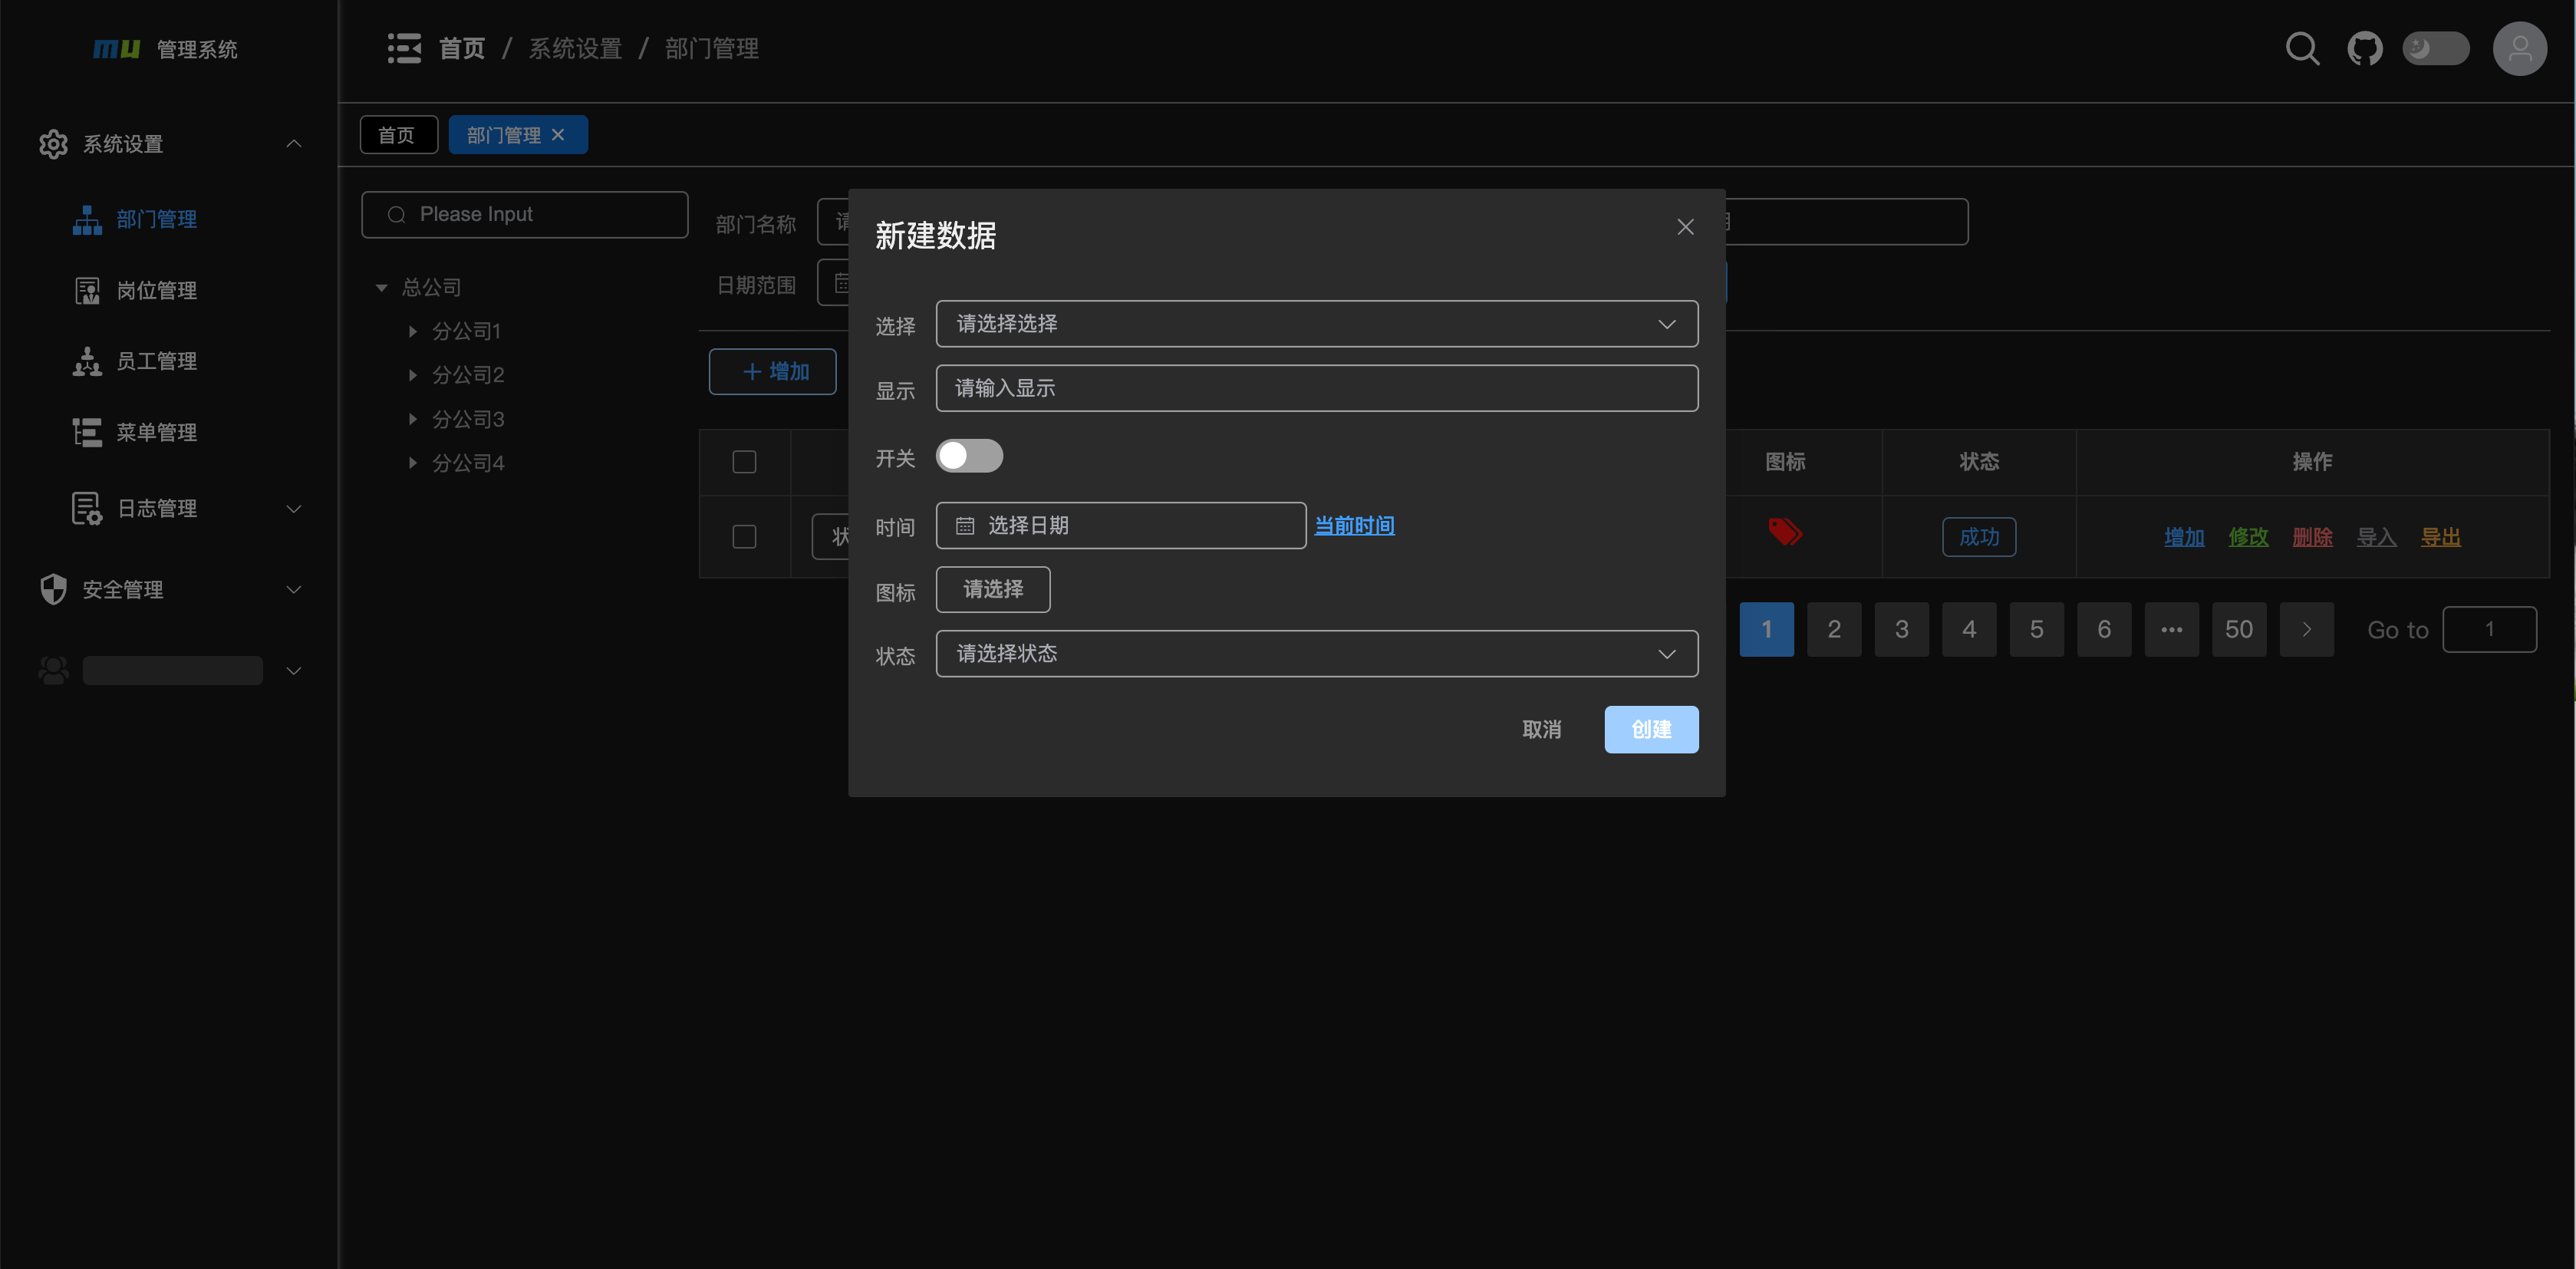 mu 管理系统
首页 / 系统设置 / 部门管理
系统设置
部门管理
岗位管理
员工管理
菜单管理
日志管理
安全管理
首页 部门管理
Please Input
总公司
分公司1
分公司2
分公司3
分公司4
部门名称
日期范围
增加
图标 状态 操作
状
成功 增加 修改 删除 导入 导出
1 2 3 4 5 6 ••• 50 Go to 1
新建数据
选择 请选择选择
显示 请输入显示
开关
时间 选择日期 当前时间
图标 请选择
状态 请选择状态
取消 创建